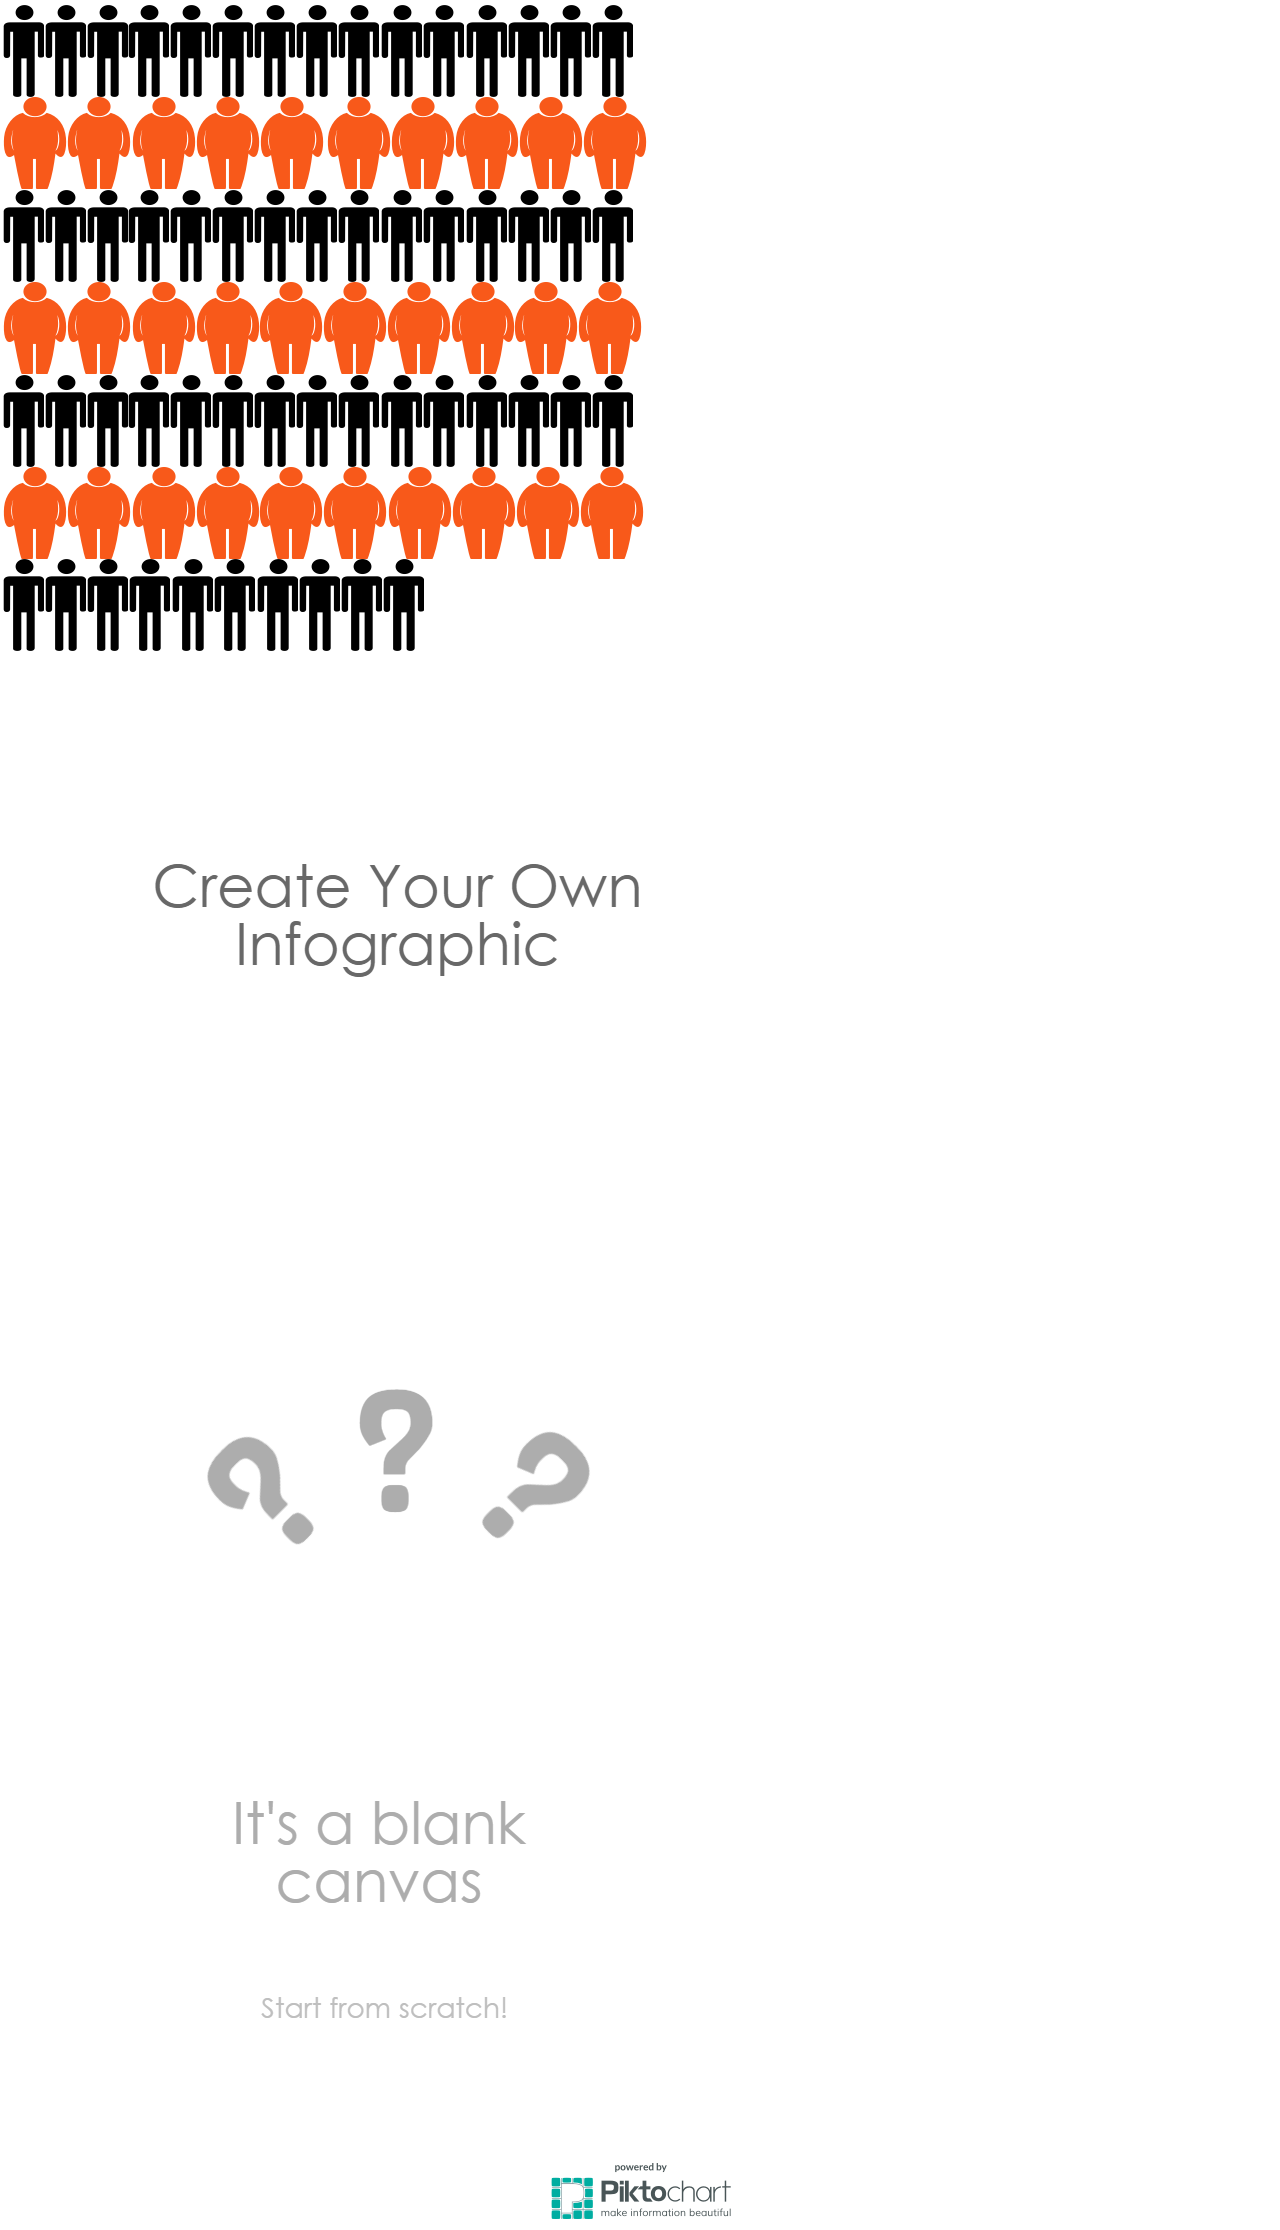 Create Your Own
Infographic
It's a blank
canvas
Start from scratch!
powered by
Piktochart
make information beautiful